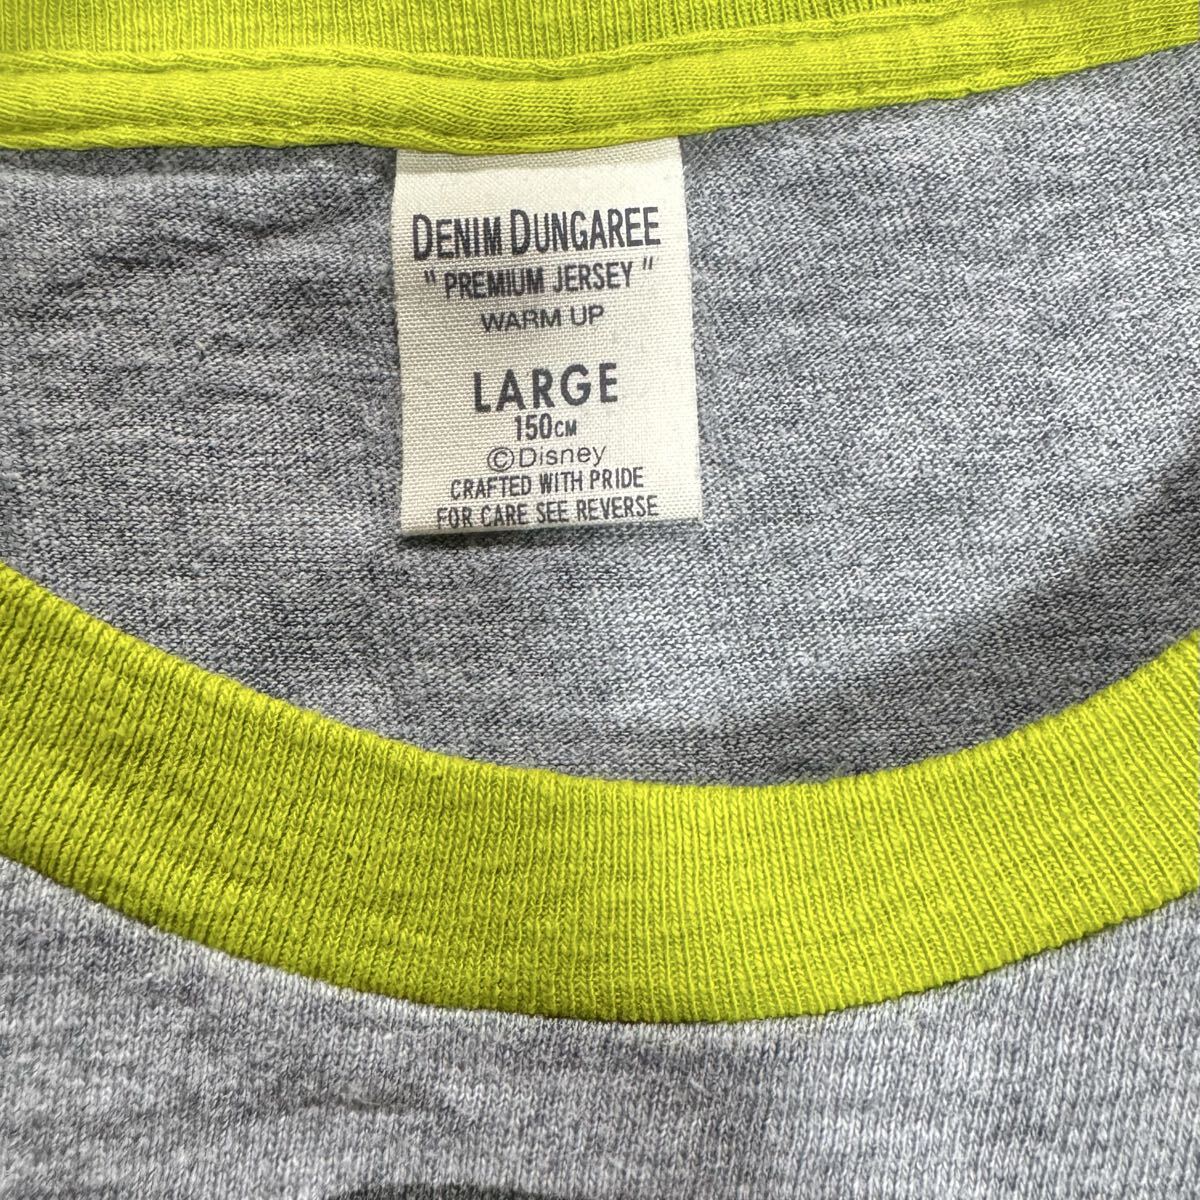 DENIM DUNGAREE
"PREMIUM JERSEY"
WARM UP
LARGE
150CM
©Disney
CRAFTED WITH PRIDE
FOR CARE SEE REVERSE